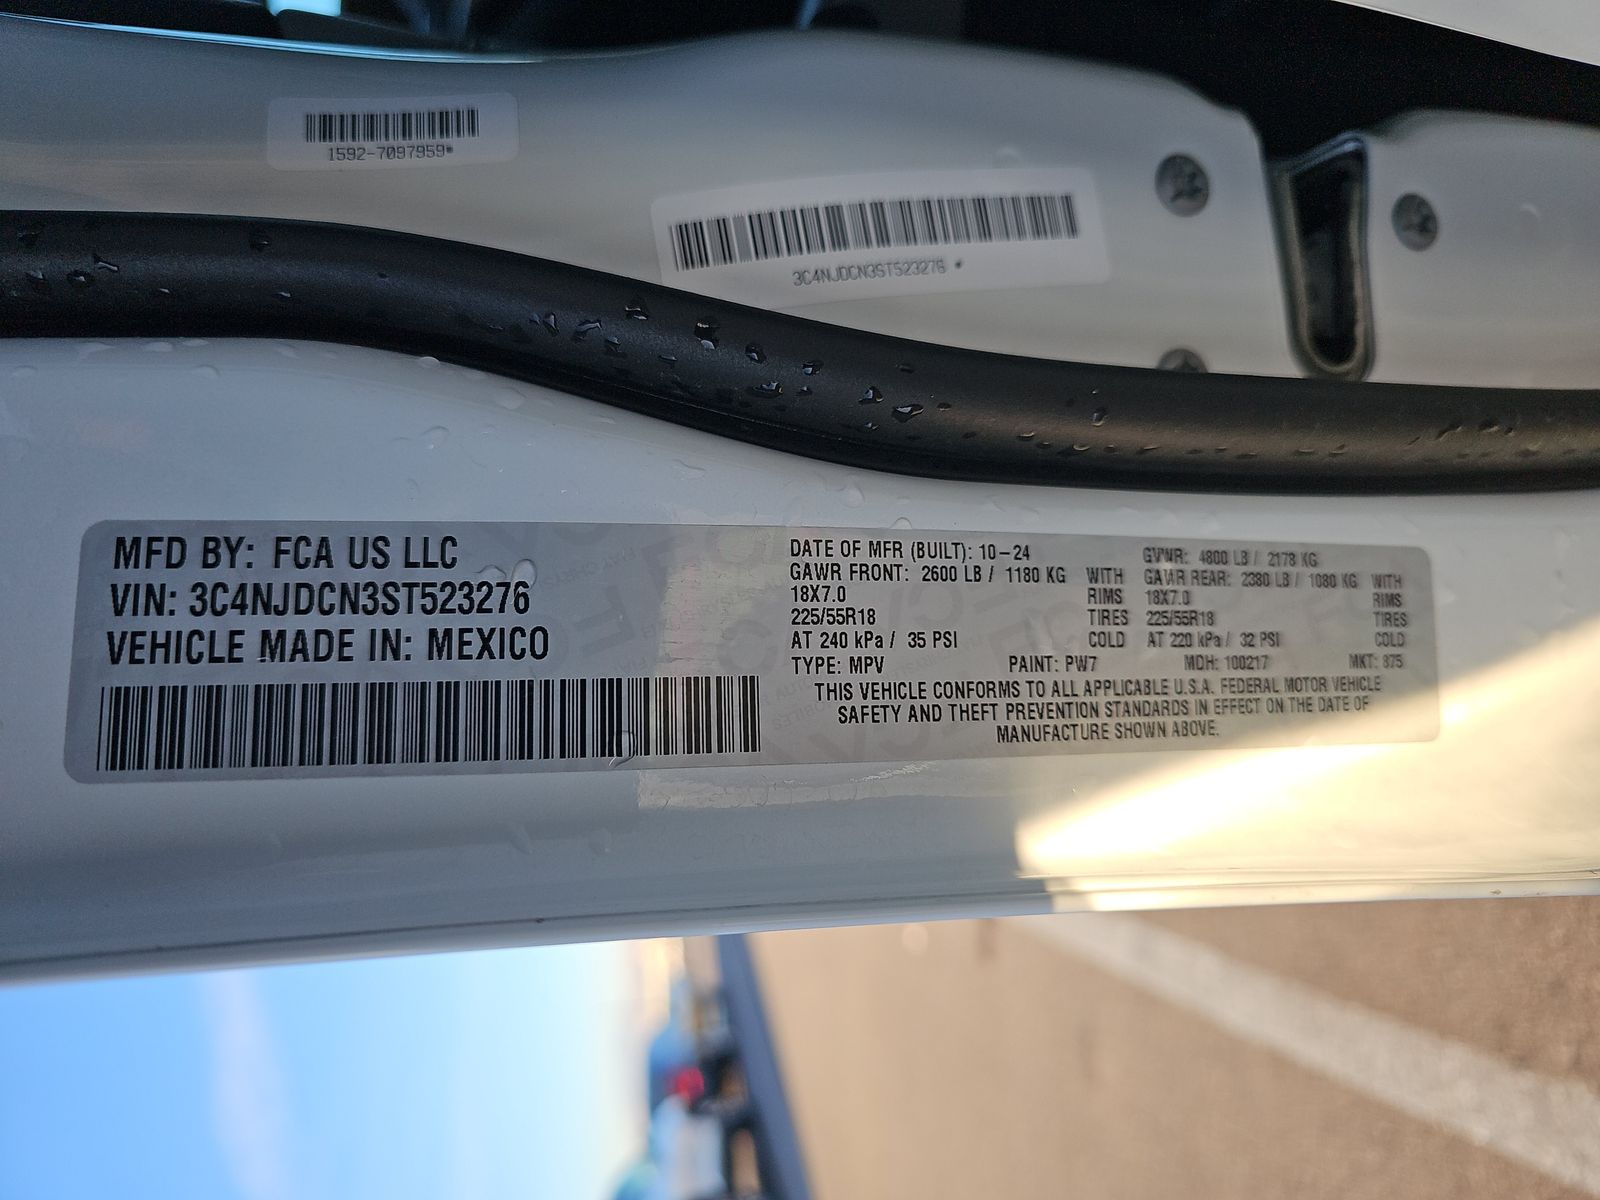 1592-7097959*
3C4NJDCN3ST523276 *
MFD BY: FCA US LLC
VIN: 3C4NJDCN3ST523276
VEHICLE MADE IN: MEXICO
DATE OF MFR (BUILT): 10-24 GVWR: 4800 LB / 2178 KG
GAWR FRONT: 2600 LB / 1180 KG WITH GAWR REAR: 2380 LB / 1080 KG WITH
18X7.0 RIMS 18X7.0 RIMS
225/55R18 TIRES 225/55R18 TIRES
AT 240 kPa / 35 PSI COLD AT 220 kPa / 32 PSI COLD
TYPE: MPV PAINT: PW7 MDH: 100217 MKT: 875
THIS VEHICLE CONFORMS TO ALL APPLICABLE U.S.A. FEDERAL MOTOR VEHICLE
SAFETY AND THEFT PREVENTION STANDARDS IN EFFECT ON THE DATE OF
MANUFACTURE SHOWN ABOVE.